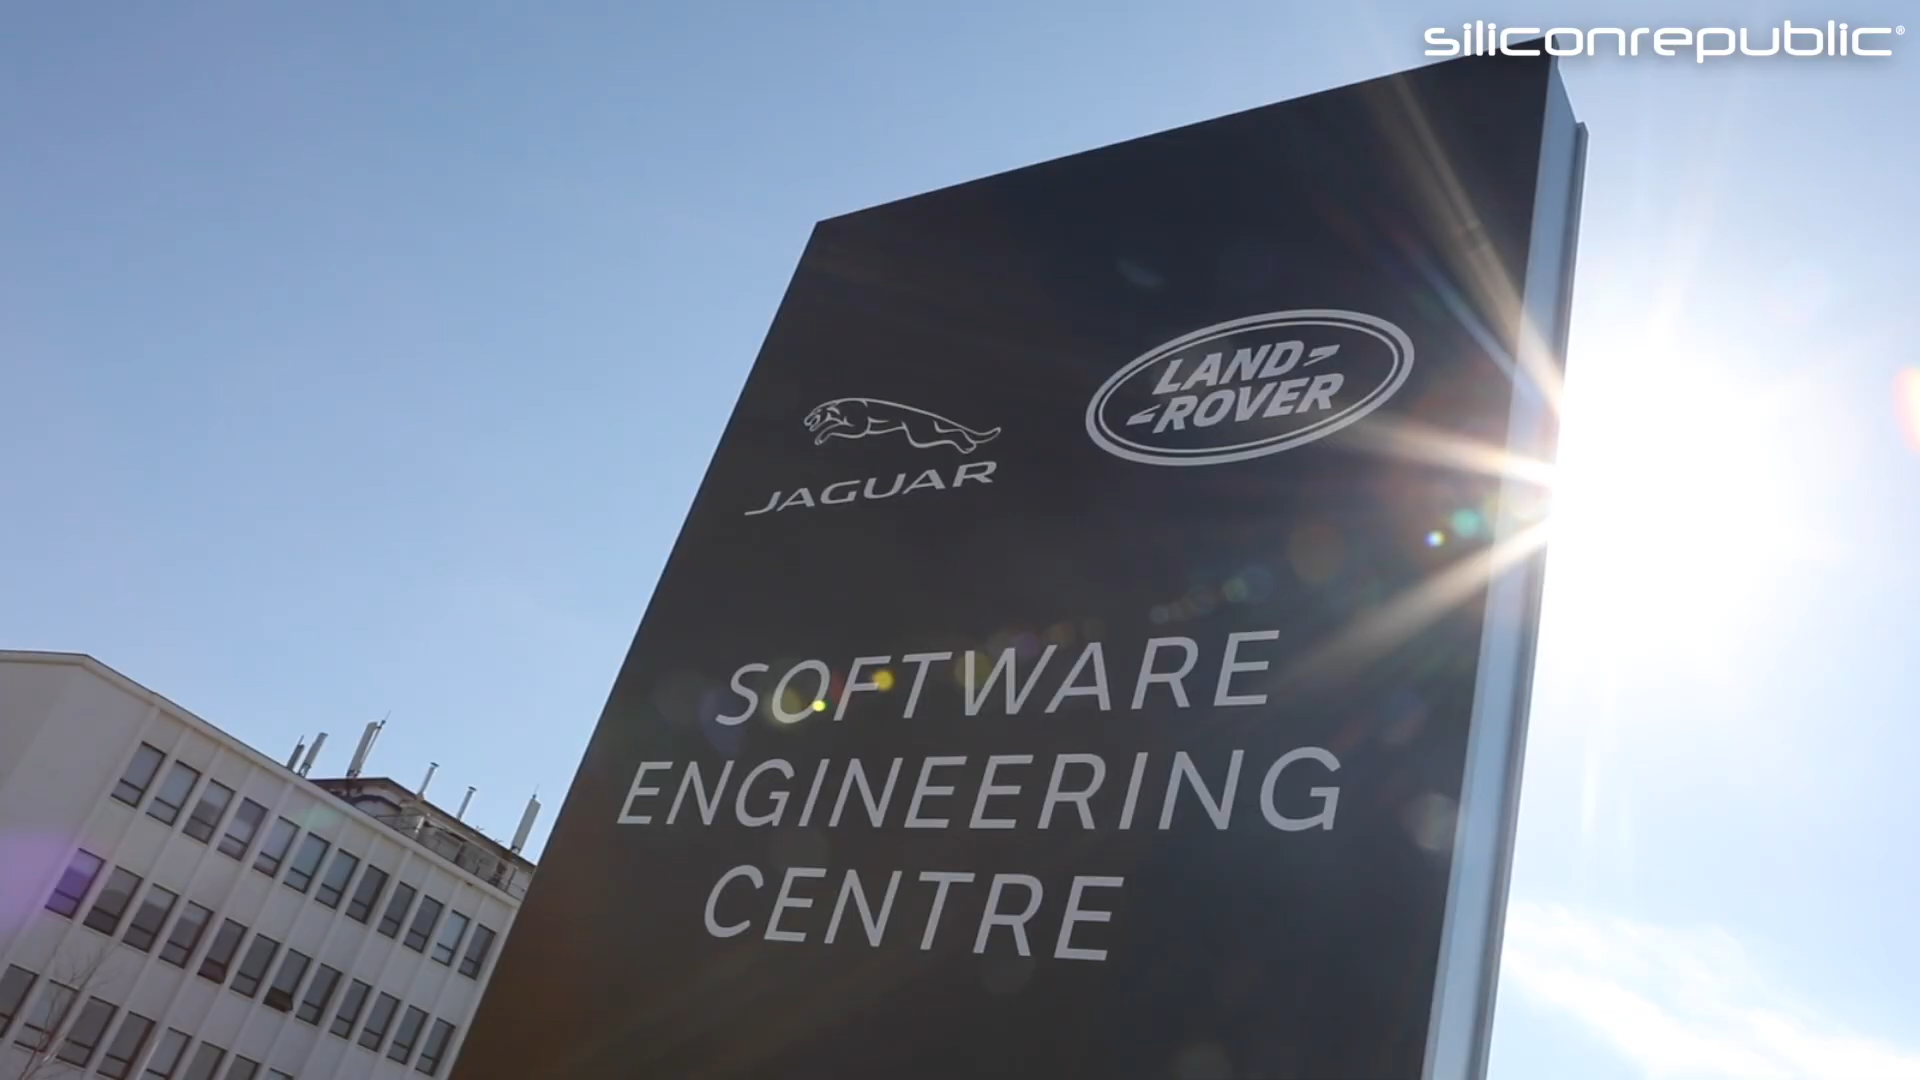 siliconrepublic®
JAGUAR
LAND
ROVER
SOFTWARE
ENGINEERING
CENTRE